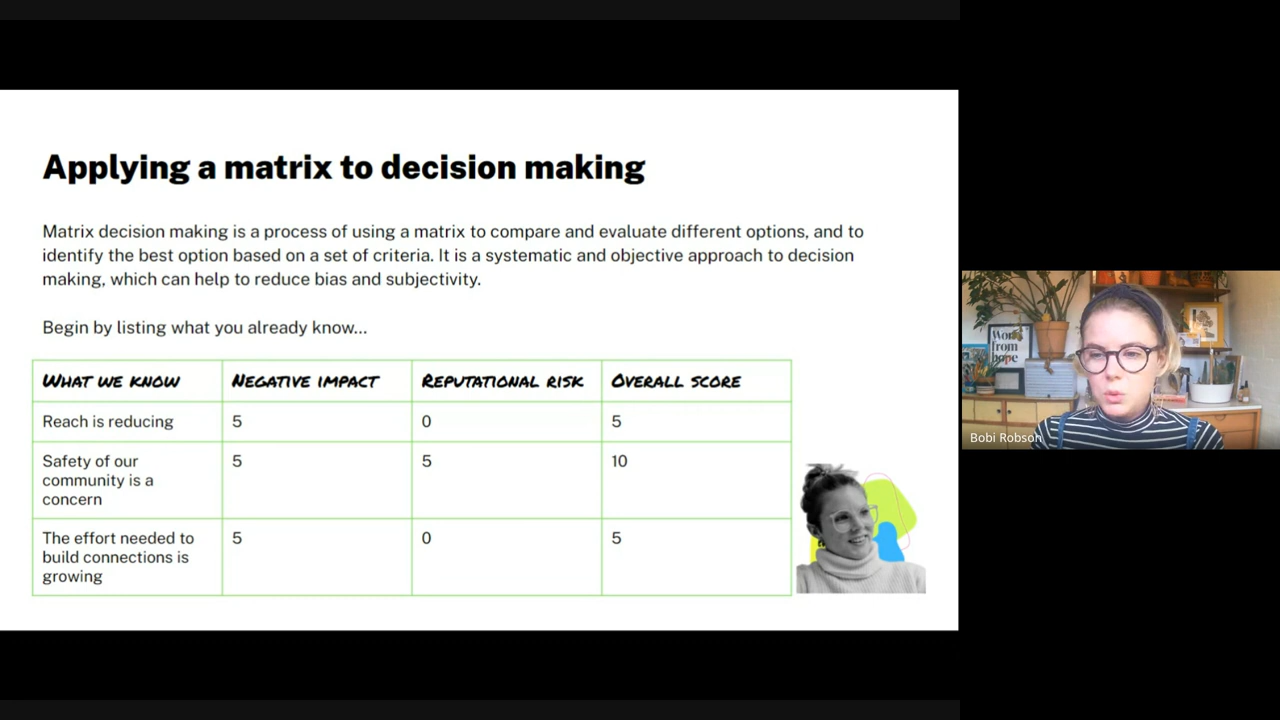 Applying a matrix to decision making
Matrix decision making is a process of using a matrix to compare and evaluate different options, and to
identify the best option based on a set of criteria. It is a systematic and objective approach to decision
making, which can help to reduce bias and subjectivity.
Begin by listing what you already know...
What we know Negative impact Reputational risk Overall score
Reach is reducing 5 0 5
Safety of our 5 5 10
community is a
concern
The effort needed to 5 0 5
build connections is
growing
Work
from
hope
Bobi Robson